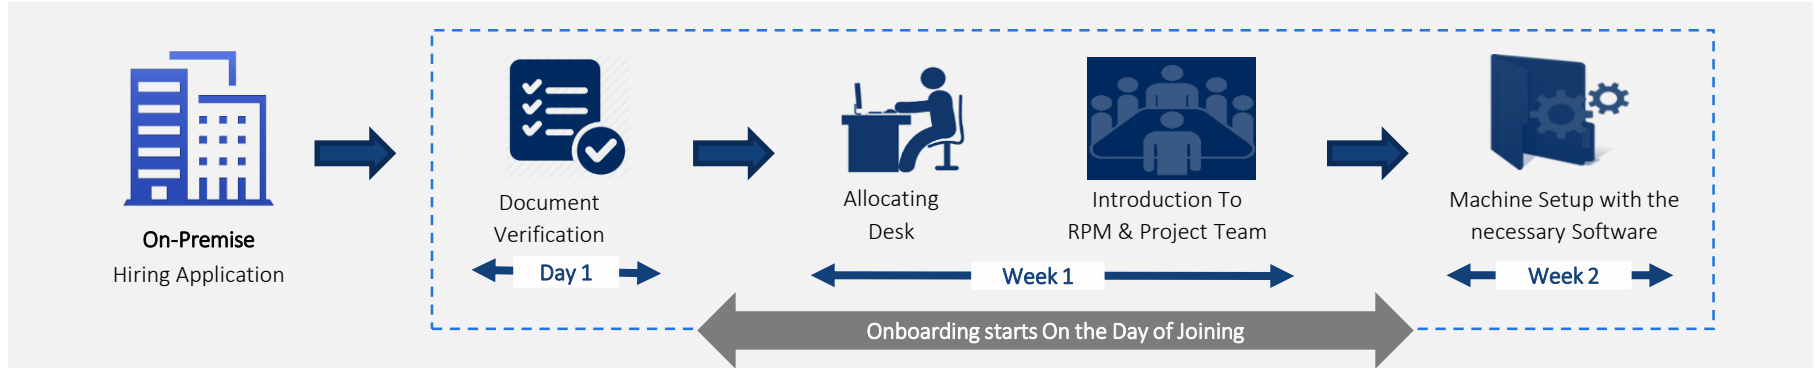 On-Premise
Hiring Application
Document
Verification
Day 1
Allocating
Desk
Introduction To
RPM & Project Team
Week 1
Machine Setup with the
necessary Software
Week 2
Onboarding starts On the Day of Joining